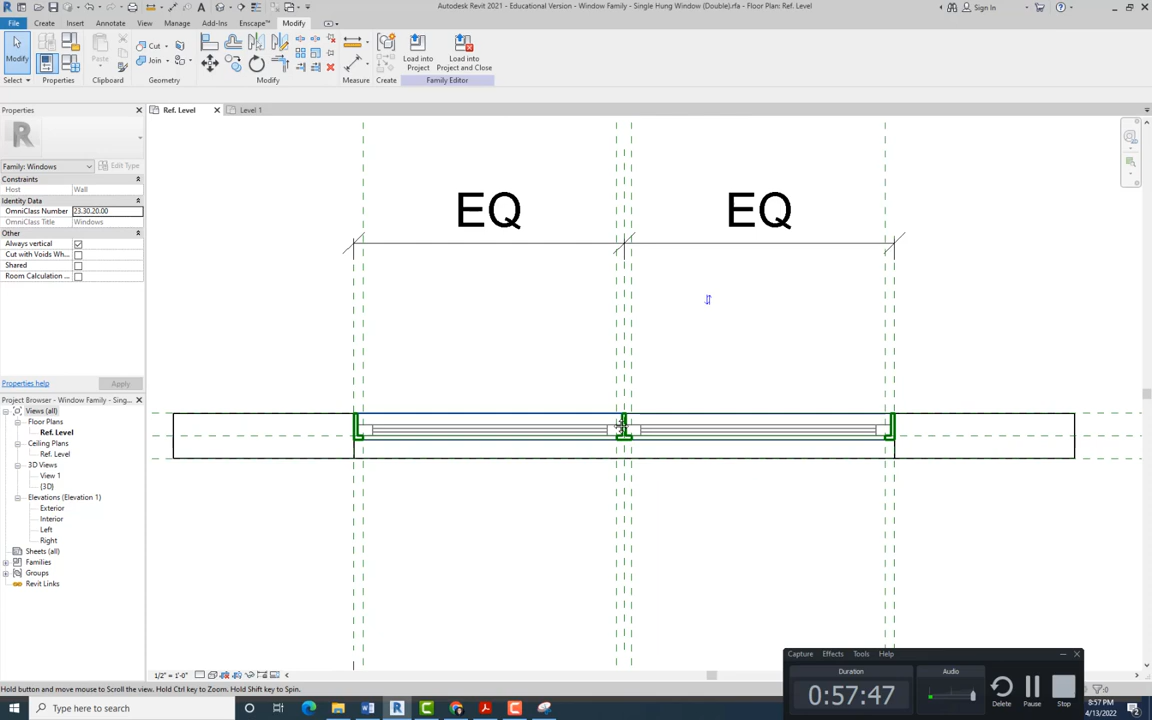 Autodesk Revit 2021 - Educational Version - Window Family - Single Hung Window (Double).rfa - Floor Plan: Ref. Level
Sign In
File Create Insert Annotate View Manage Add-Ins Enscape™ Modify
Modify
Paste
Cut
Join
Load into Project
Load into Project and Close
Select Properties Clipboard Geometry Modify Measure Create Family Editor
Properties
Ref. Level
Level 1
Family: Windows
Edit Type
Constraints
Host Wall
Identity Data
OmniClass Number 23.30.20.00
OmniClass Title Windows
Other
Always vertical
Cut with Voids Wh...
Shared
Room Calculation ...
Properties help
Apply
Project Browser - Window Family - Sing...
Views (all)
Floor Plans
Ref. Level
Ceiling Plans
Ref. Level
3D Views
View 1
{3D}
Elevations (Elevation 1)
Exterior
Interior
Left
Right
Sheets (all)
Families
Groups
Revit Links
EQ EQ
1/2" = 1'-0"
Hold button and move mouse to Scroll the view. Hold Ctrl key to Zoom. Hold Shift key to Spin.
:0
Capture Effects Tools Help
Duration
0:57:47
Audio
Delete Pause Stop
Type here to search
8:57 PM
4/13/2022
2